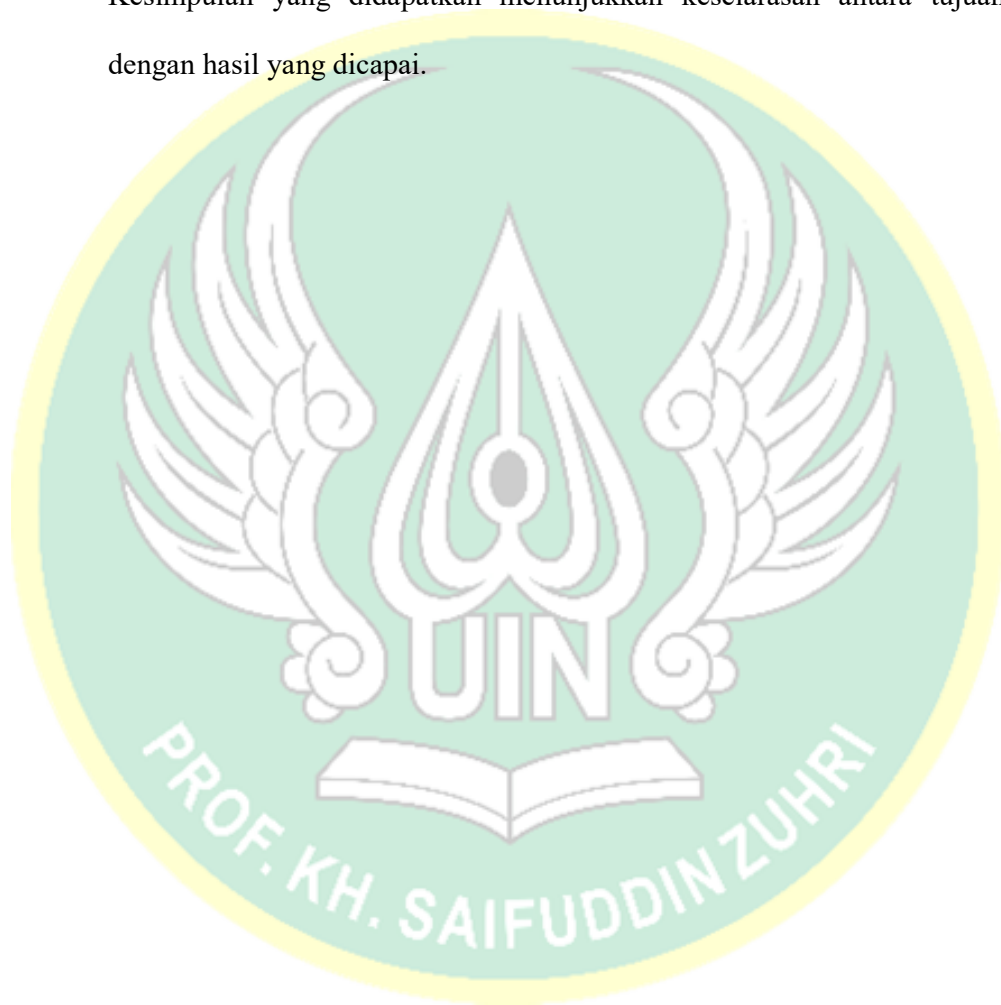 Kesimpulan yang didapatkan menunjukkan keselarasan antara tujuan
dengan hasil yang dicapai.
UIN
PROF. KH. SAIFUDDIN ZUHRI